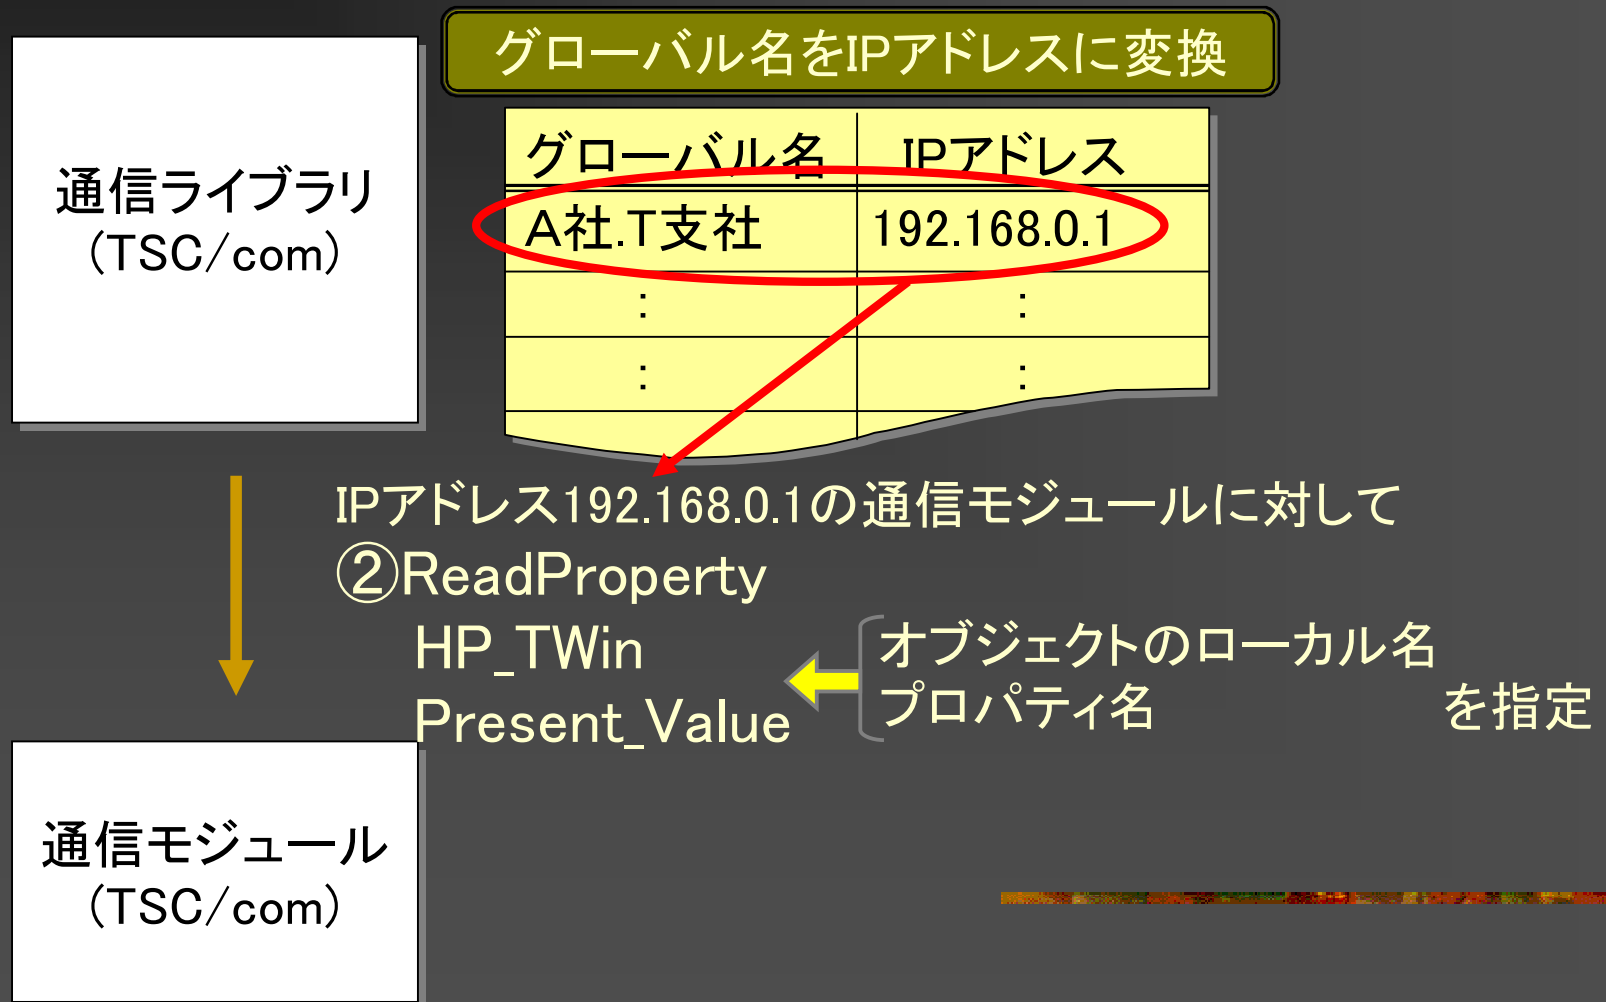 グローバル名をIPアドレスに変換
通信ライブラリ
(TSC/com)
グローバル名 IPアドレス
A社.T支社 192.168.0.1
: :
: :
IPアドレス192.168.0.1の通信モジュールに対して
②ReadProperty
HP_TWin
Present_Value
オブジェクトのローカル名
プロパティ名 を指定
通信モジュール
(TSC/com)